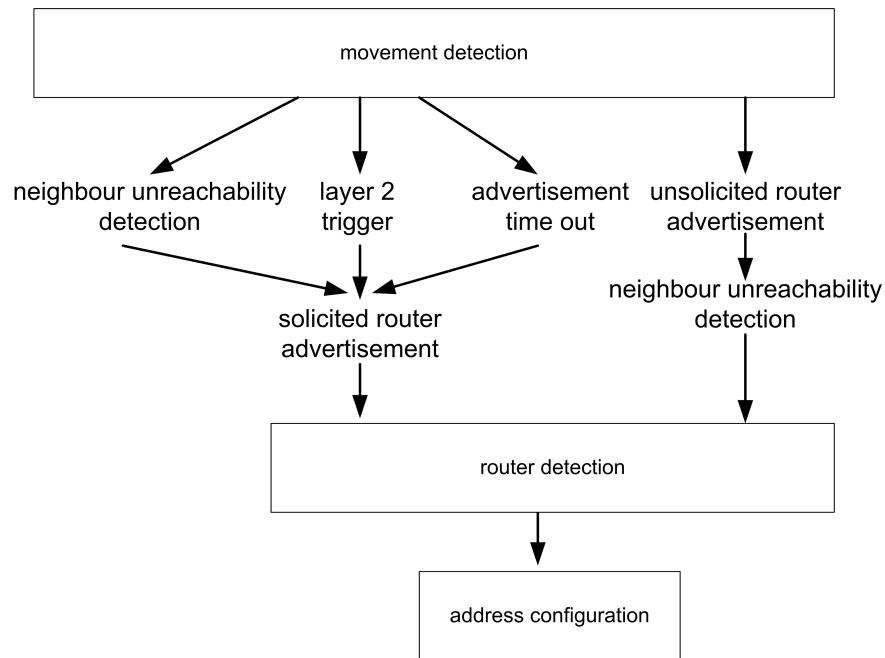 movement detection
neighbour unreachability
detection
layer 2
trigger
advertisement
time out
unsolicited router
advertisement
neighbour unreachability
detection
solicited router
advertisement
router detection
address configuration